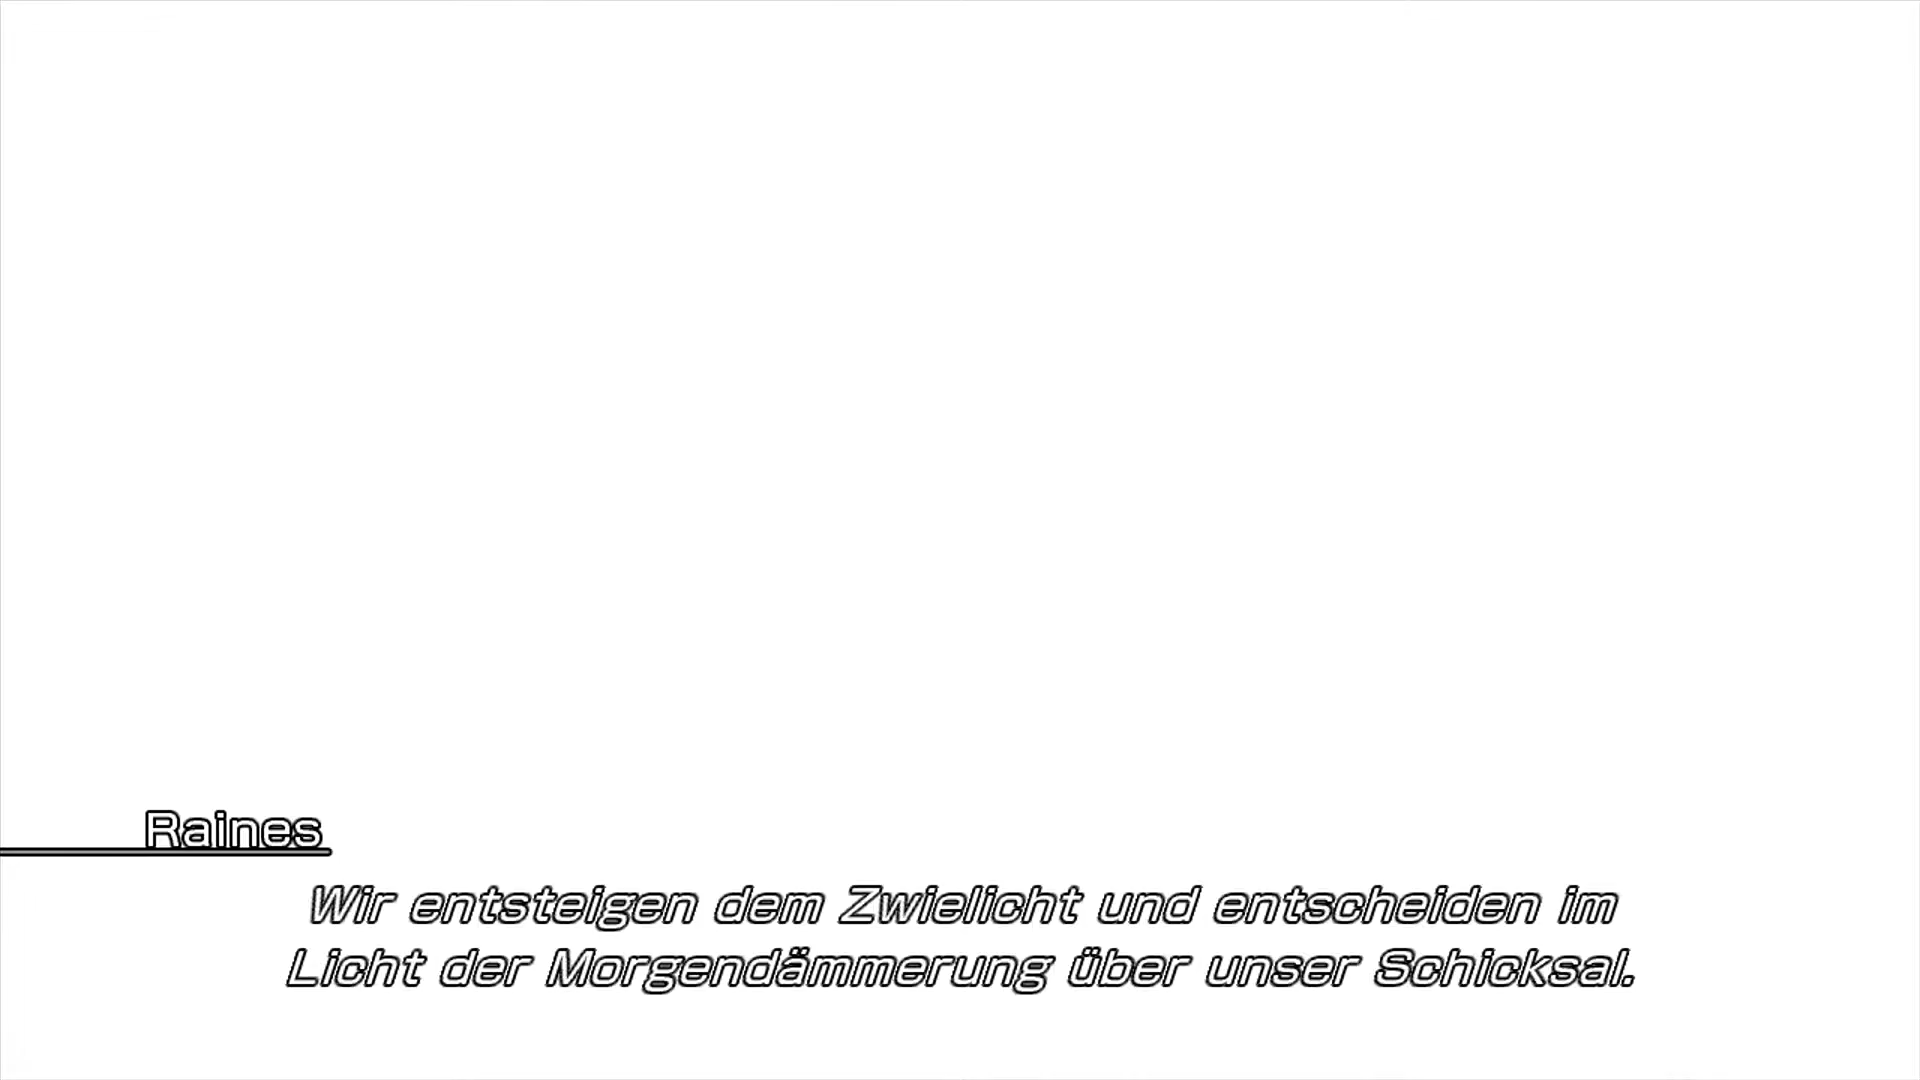 Raines
Wir entsteigen dem Zwielicht und entscheiden im
Licht der Morgendämmerung über unser Schicksal.